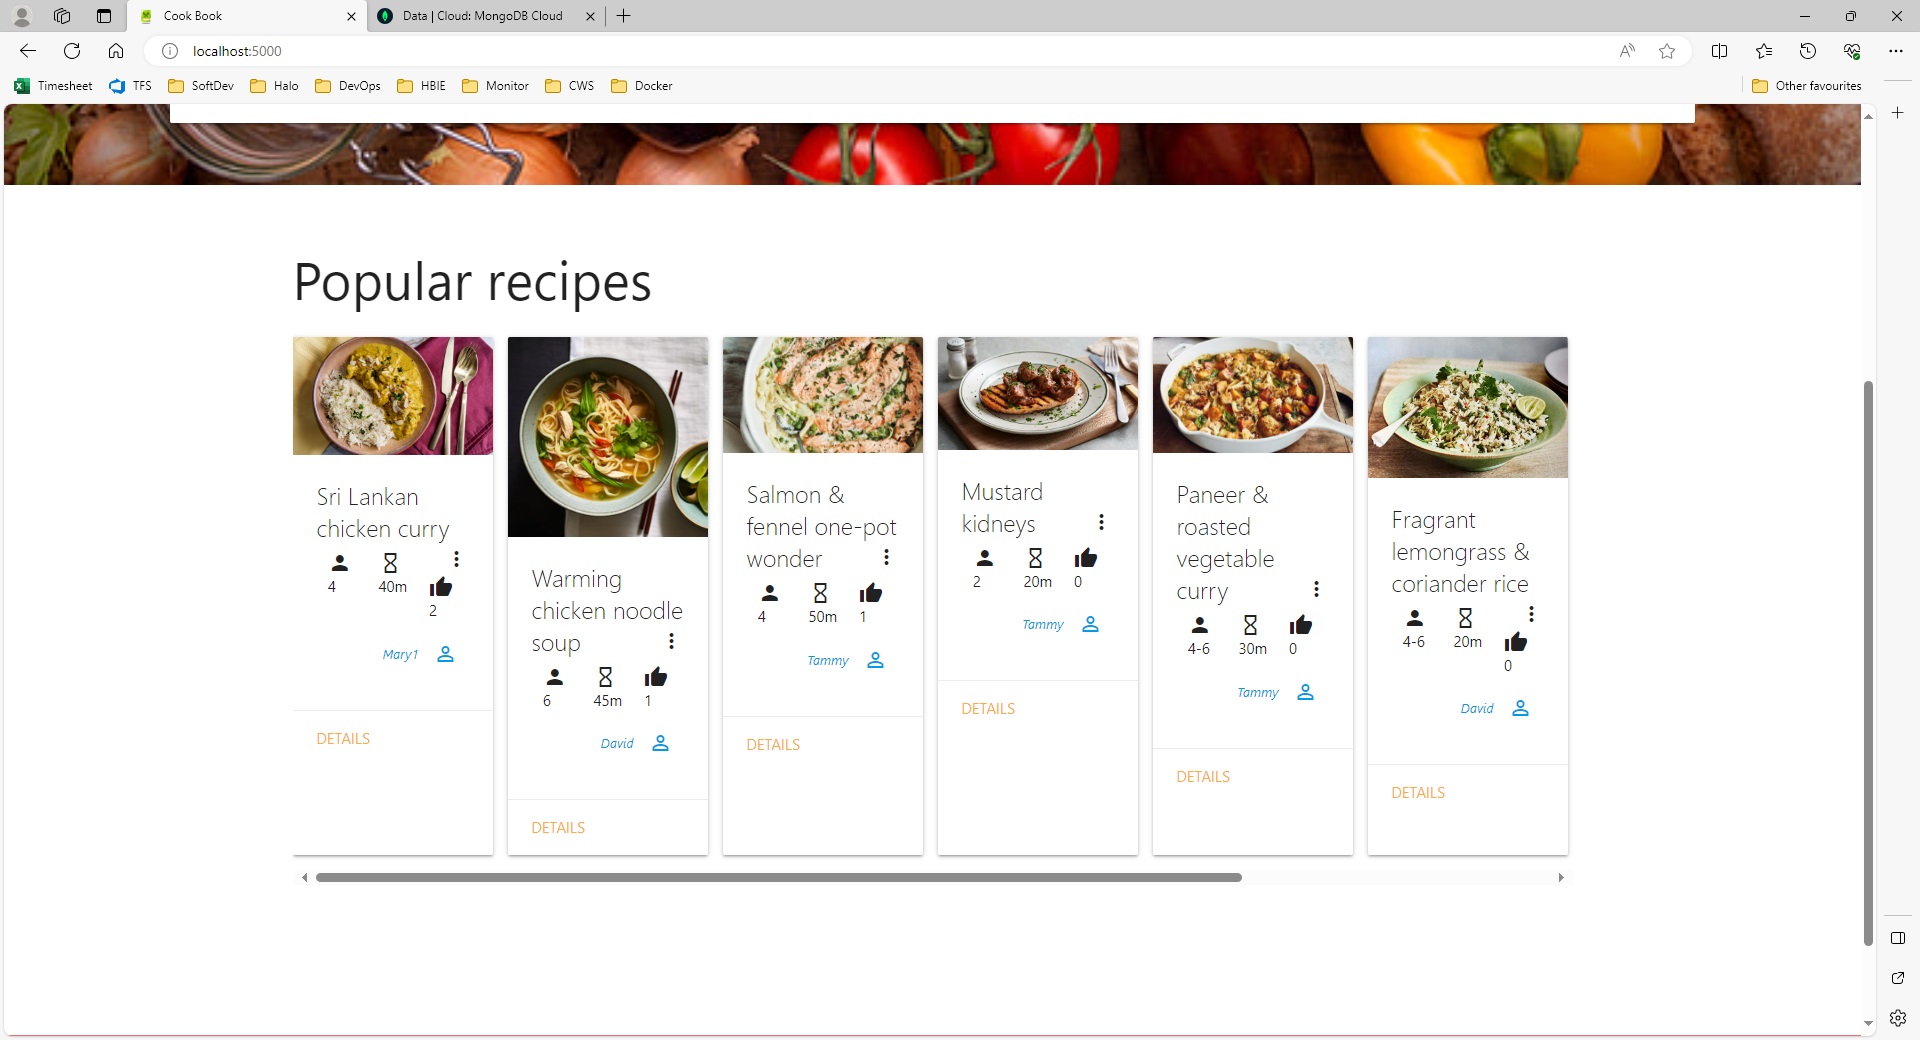 Cook Book
Data | Cloud: MongoDB Cloud
localhost:5000
Timesheet
TFS
SoftDev
Halo
DevOps
HBIE
Monitor
CWS
Docker
Other favourites
Popular recipes
Sri Lankan
chicken curry
4
40m
2
Mary1
DETAILS
Warming
chicken noodle
soup
6
45m
1
David
DETAILS
Salmon &
fennel one-pot
wonder
4
50m
1
Tammy
DETAILS
Mustard
kidneys
2
20m
0
Tammy
DETAILS
Paneer &
roasted
vegetable
curry
4-6
30m
0
Tammy
DETAILS
Fragrant
lemongrass &
coriander rice
4-6
20m
0
David
DETAILS